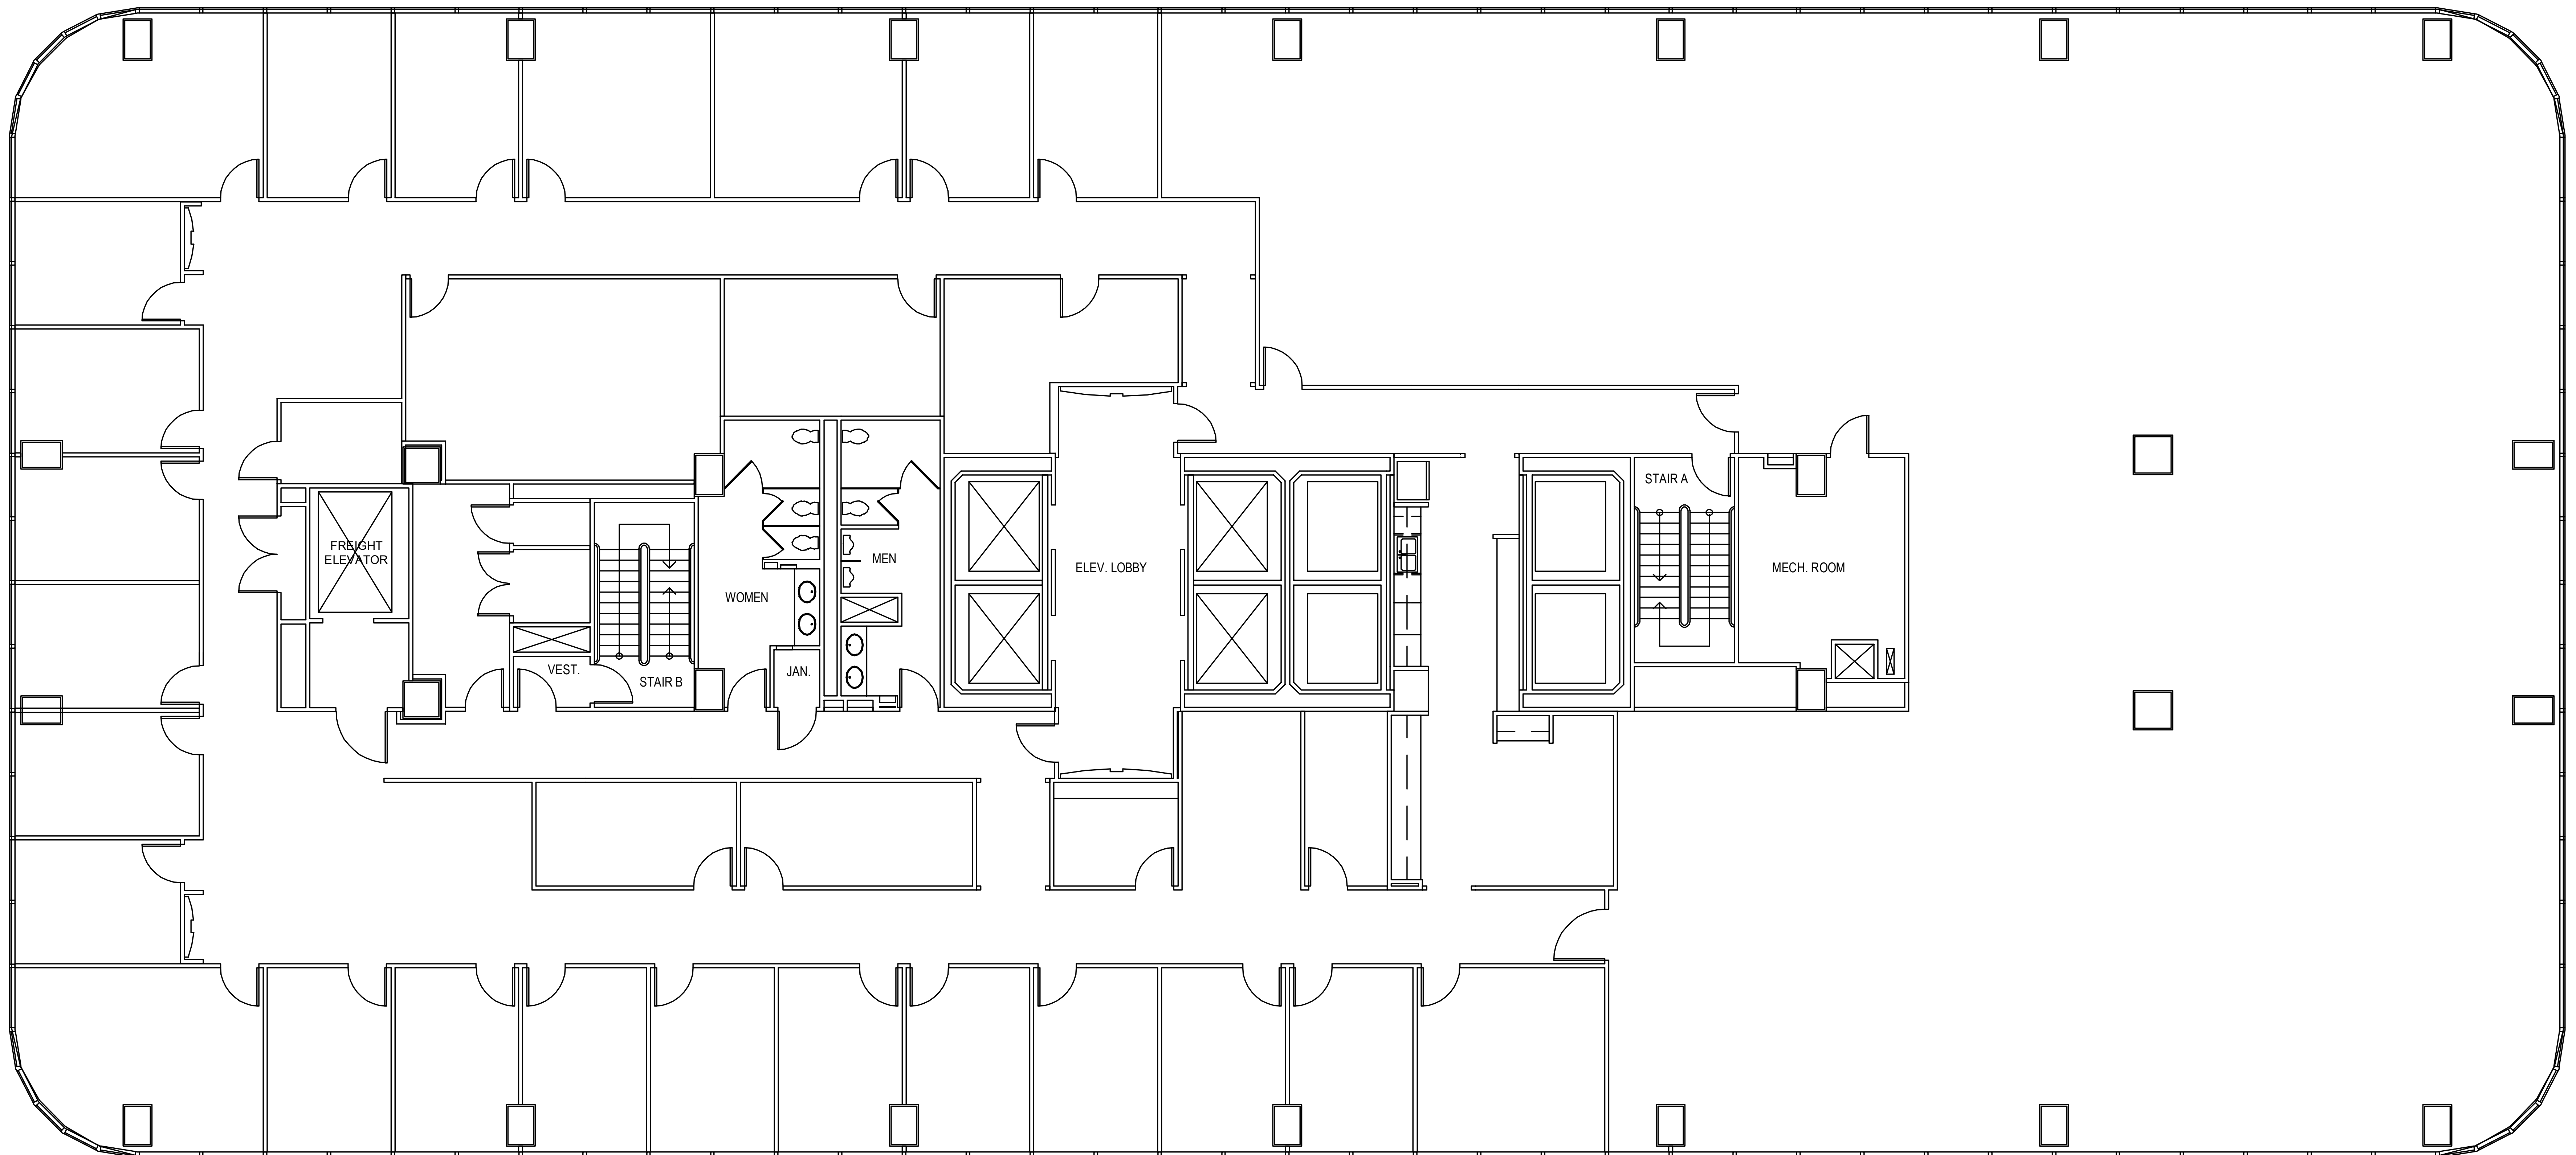 STAIR A
FREIGHT
ELEVATOR
MEN
ELEV. LOBBY
MECH. ROOM
WOMEN
VEST.
STAIR B
JAN.